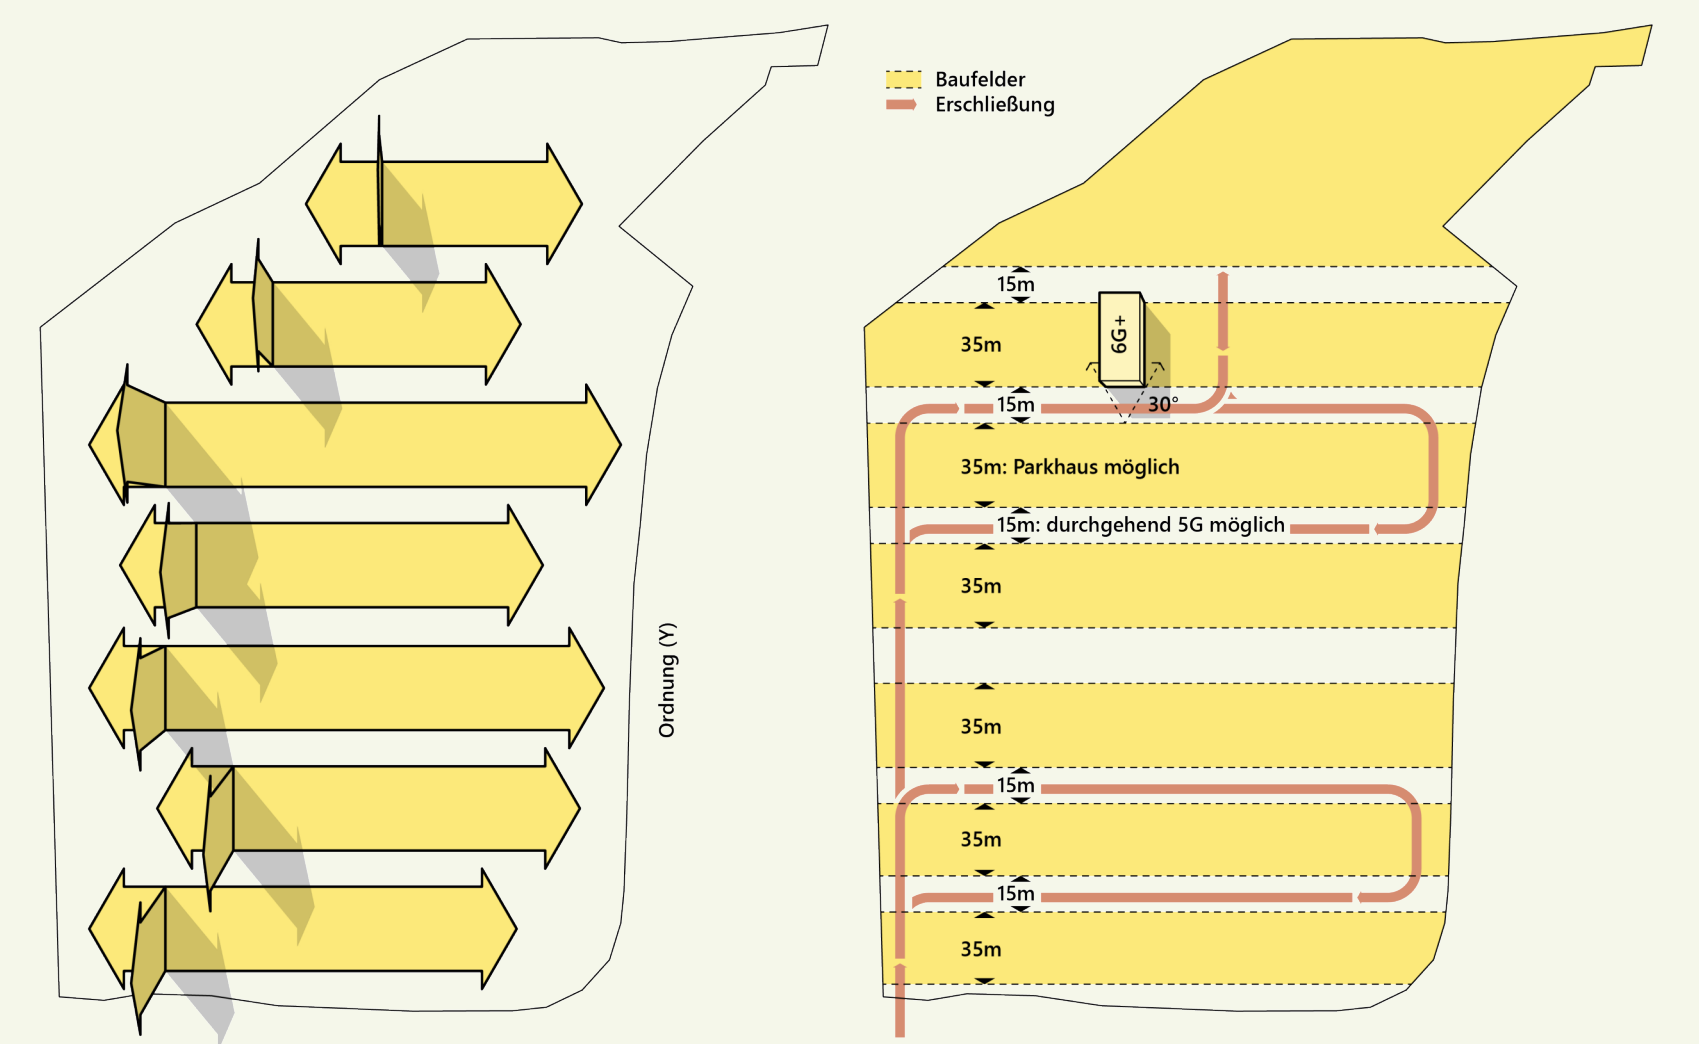 Ordnung (Y)
Baufelder
Erschließung
15m
35m
6G+
15m
30°
35m: Parkhaus möglich
15m: durchgehend 5G möglich
35m
35m
15m
35m
15m
35m